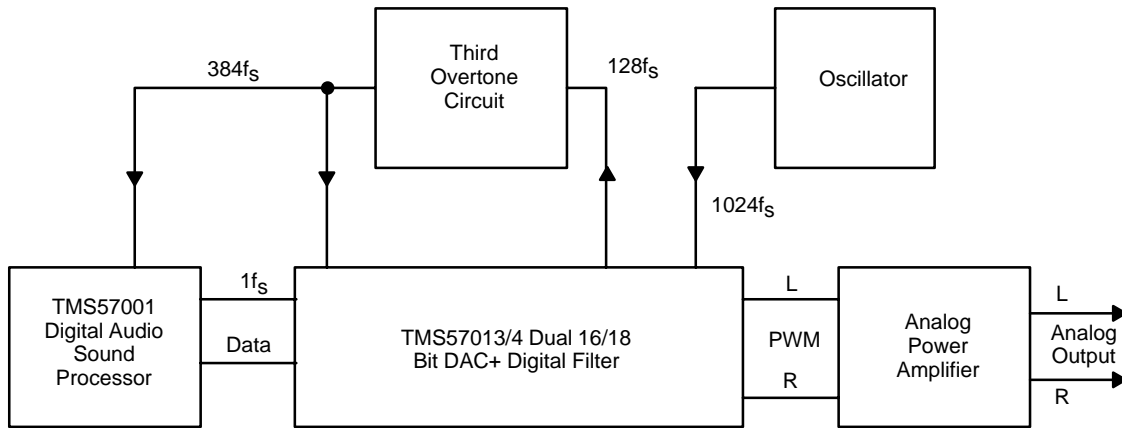 384fs
Third
Overtone
Circuit
128fs
Oscillator
1024fs
TMS57001
Digital Audio
Sound
Processor
1fs
Data
TMS57013/4 Dual 16/18
Bit DAC+ Digital Filter
L
PWM
R
Analog
Power
Amplifier
L
Analog
Output
R